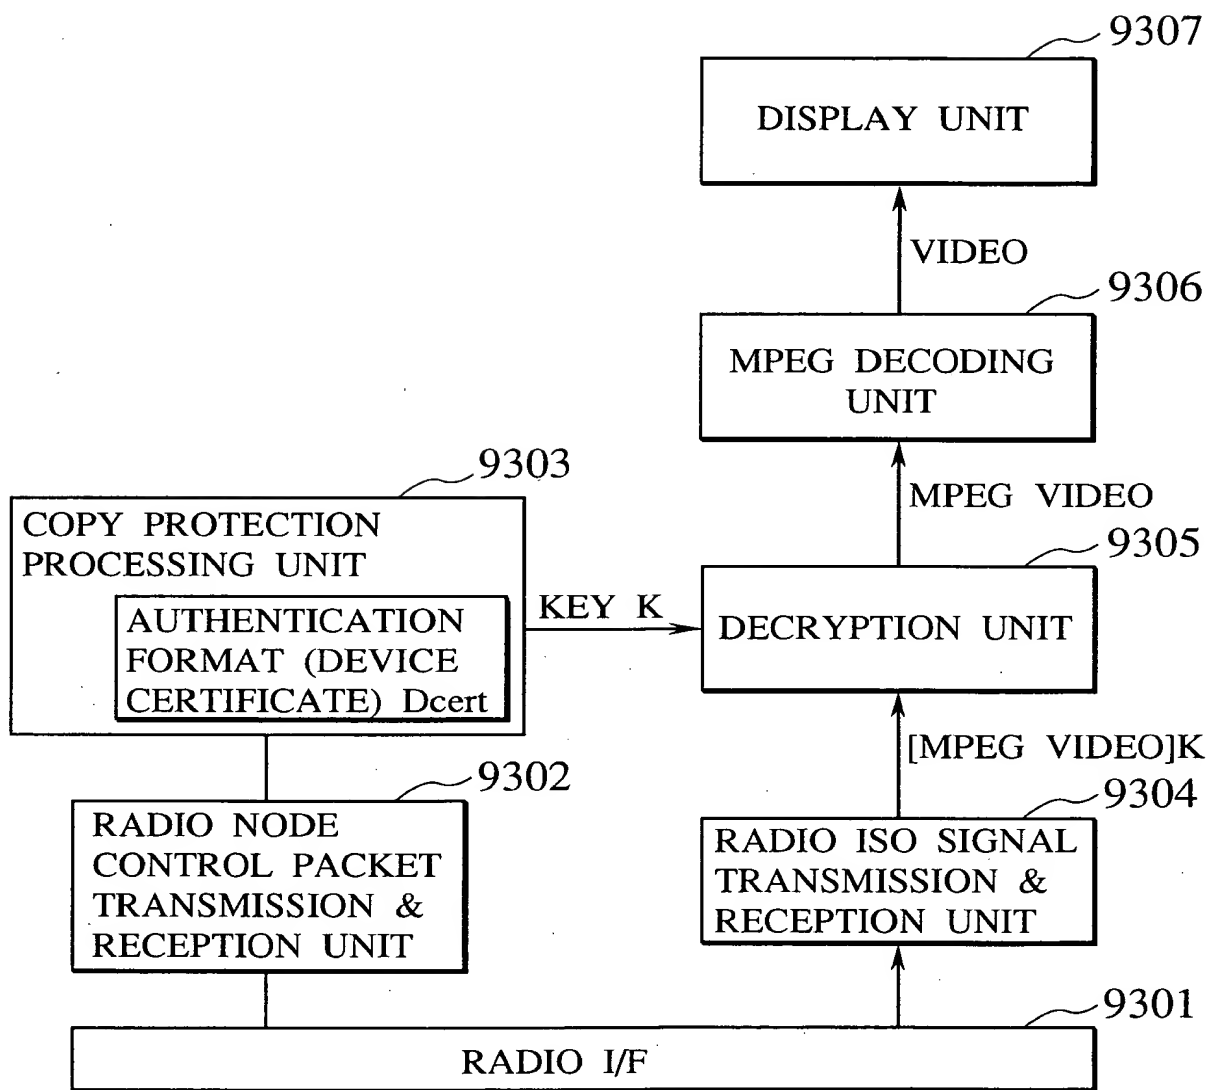 9307
DISPLAY UNIT
VIDEO
9306
MPEG DECODING
UNIT
MPEG VIDEO
9303
COPY PROTECTION
PROCESSING UNIT
AUTHENTICATION
FORMAT (DEVICE
CERTIFICATE) Dcert
KEY K
9305
DECRYPTION UNIT
[MPEG VIDEO]K
9302
RADIO NODE
CONTROL PACKET
TRANSMISSION &
RECEPTION UNIT
9304
RADIO ISO SIGNAL
TRANSMISSION &
RECEPTION UNIT
9301
RADIO I/F